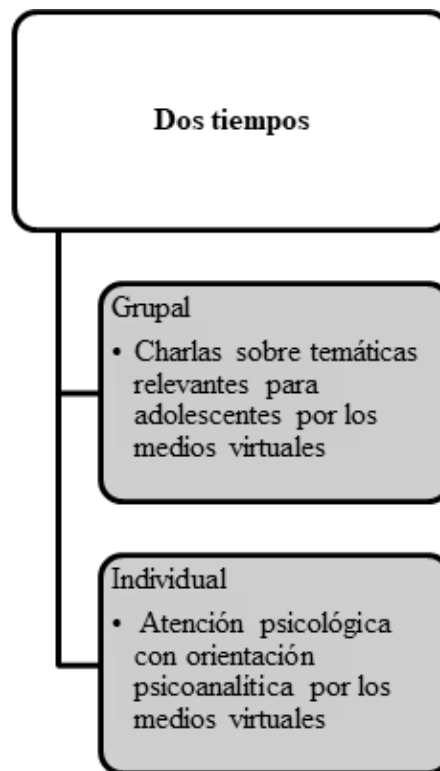 Dos tiempos
Grupal
• Charlas sobre temáticas
relevantes para
adolescentes por los
medios virtuales
Individual
• Atención psicológica
con orientación
psicoanalítica por los
medios virtuales